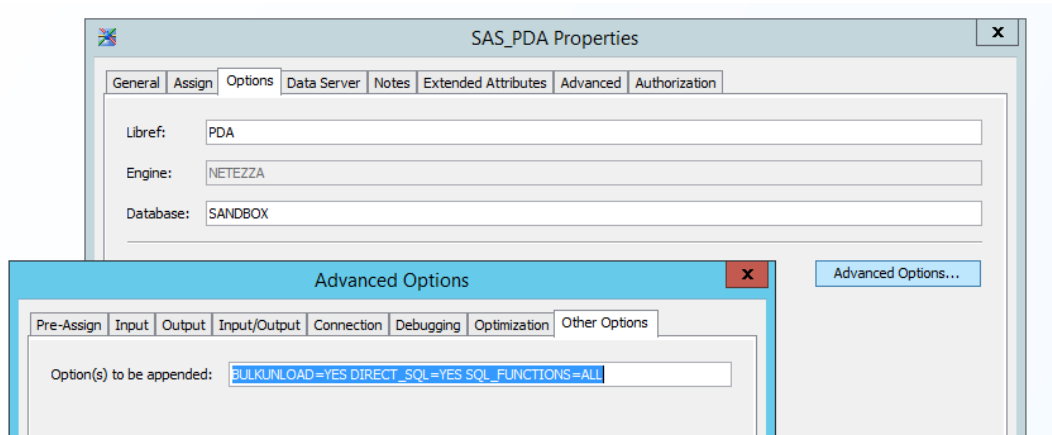 SAS_PDA Properties
x
General Assign Options Data Server Notes Extended Attributes Advanced Authorization
Libref: PDA
Engine: NETEZZA
Database: SANDBOX
Advanced Options...
Advanced Options
x
Pre-Assign Input Output Input/Output Connection Debugging Optimization Other Options
Option(s) to be appended: BULKUNLOAD=YES DIRECT_SQL=YES SQL_FUNCTIONS=ALL